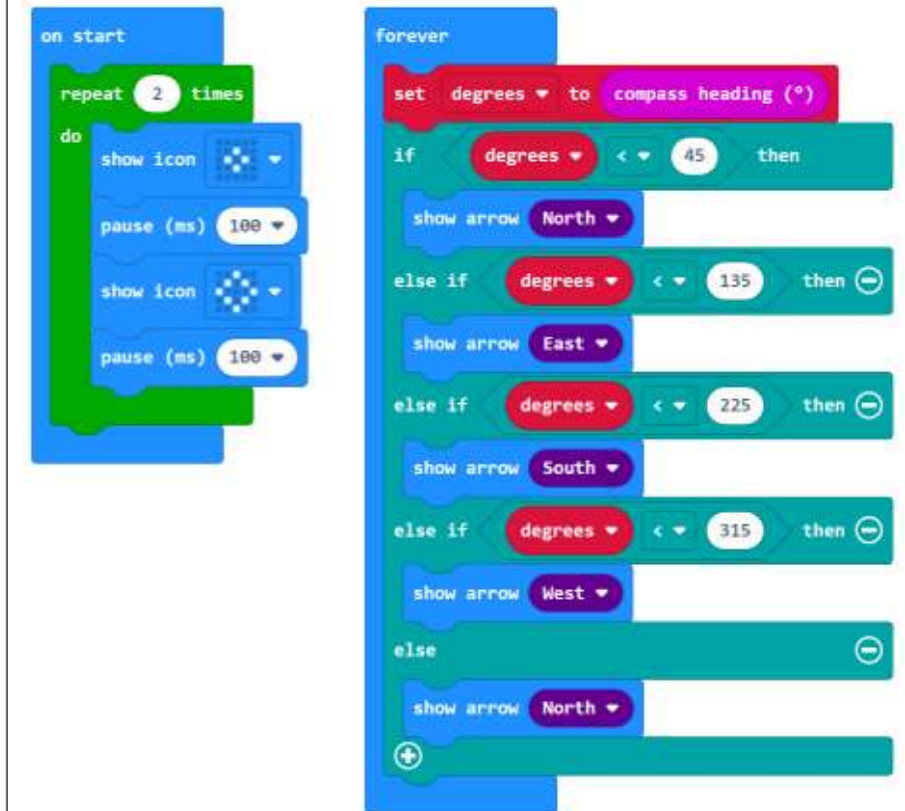 on start
repeat 2 times
do
show icon
pause (ms) 100
show icon
pause (ms) 100
forever
set degrees to compass heading (°)
if degrees < 45 then
show arrow North
else if degrees < 135 then
show arrow East
else if degrees < 225 then
show arrow South
else if degrees < 315 then
show arrow West
else
show arrow North